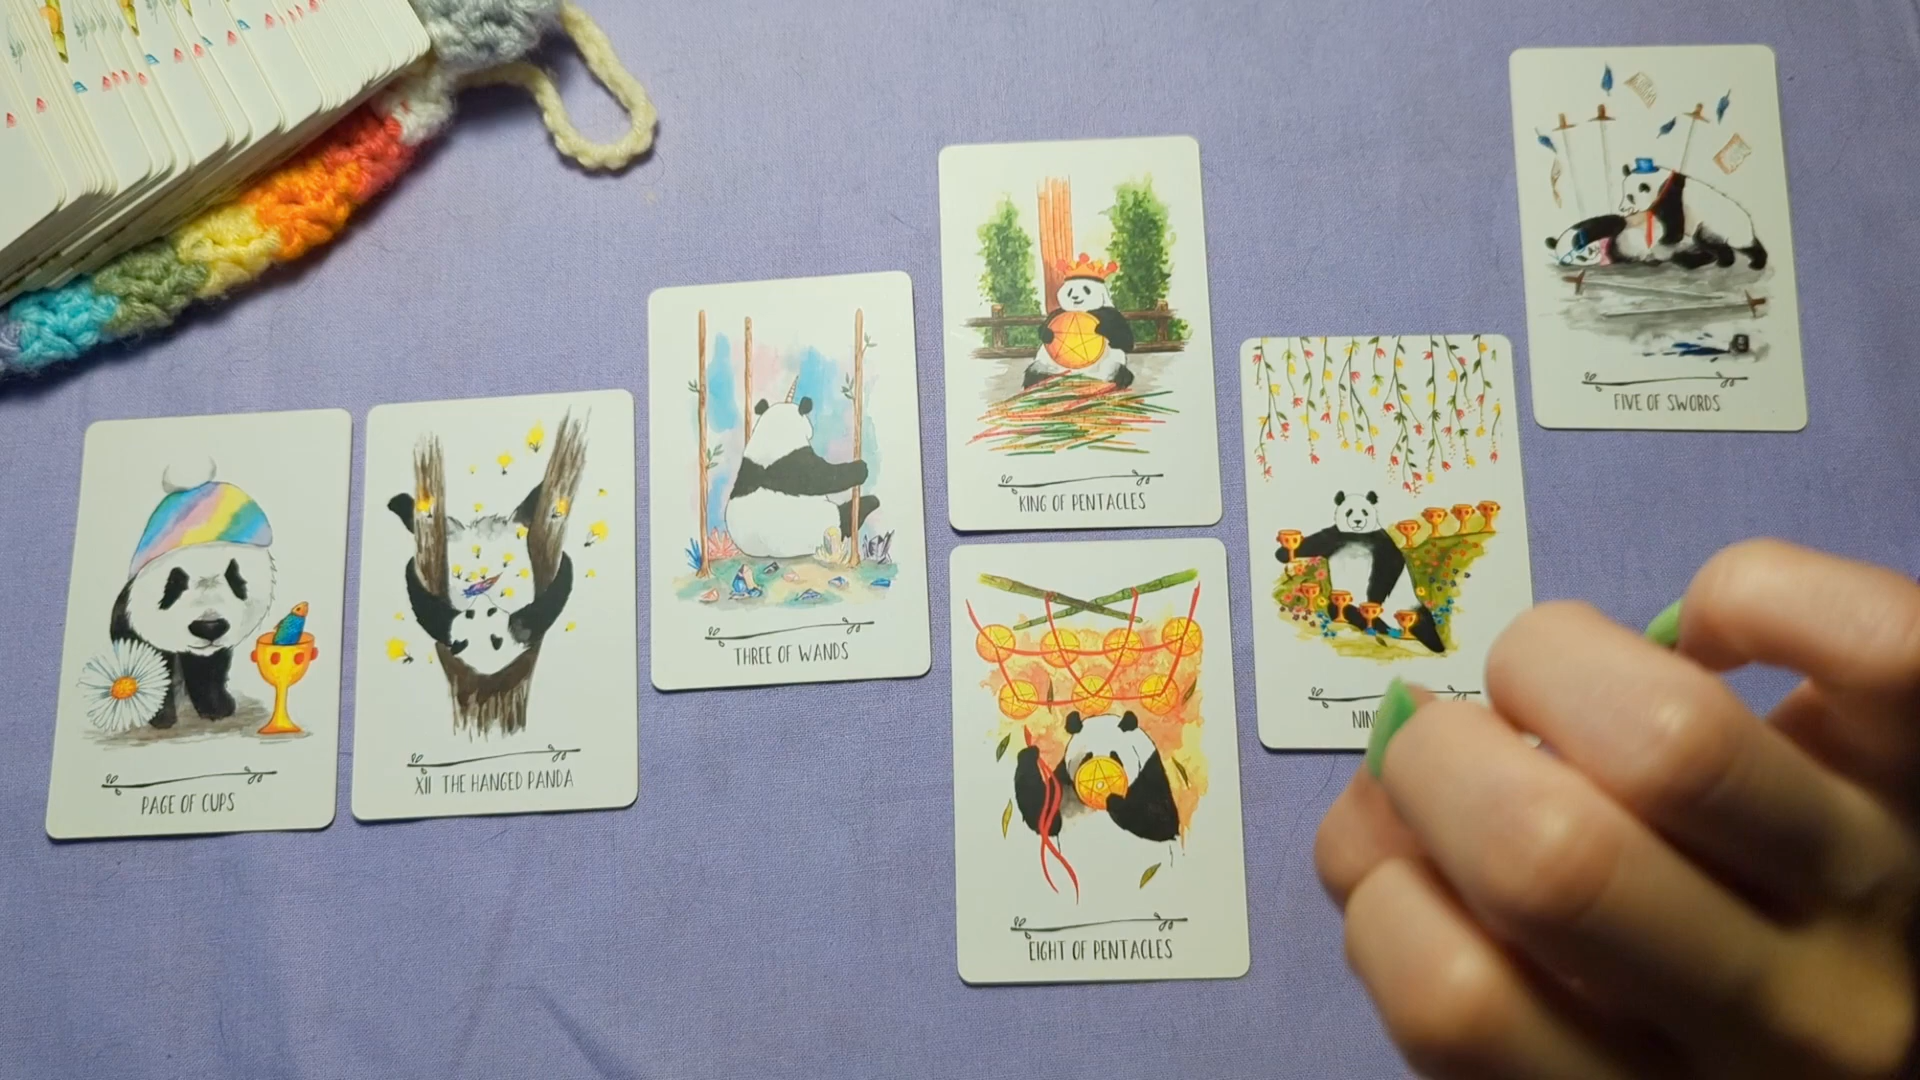 PAGE OF CUPS
XII THE HANGED PANDA
THREE OF WANDS
KING OF PENTACLES
EIGHT OF PENTACLES
FIVE OF SWORDS